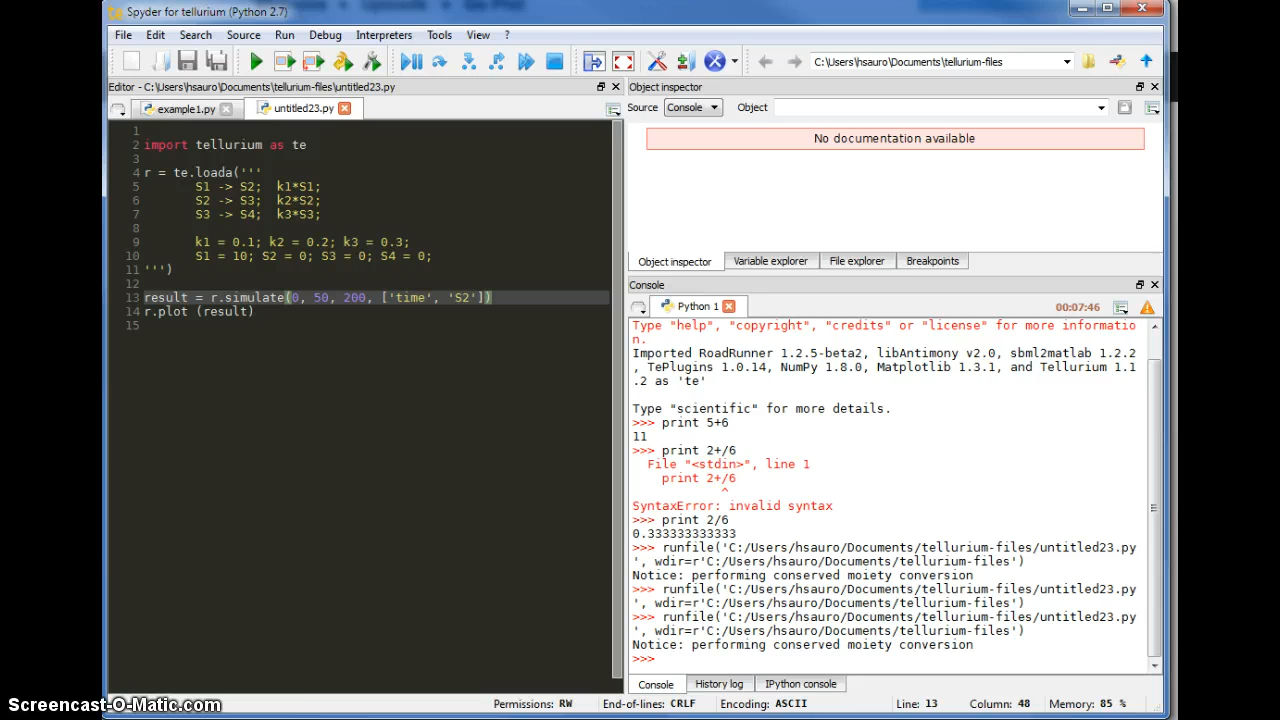 Spyder for tellurium (Python 2.7)
File Edit Search Source Run Debug Interpreters Tools View ?
C:\Users\hsauro\Documents\tellurium-files
Editor - C:\Users\hsauro\Documents\tellurium-files\untitled23.py
example1.py untitled23.py
1
2 import tellurium as te
3
4 r = te.loada('''
5 S1 -> S2; k1*S1;
6 S2 -> S3; k2*S2;
7 S3 -> S4; k3*S3;
8
9 k1 = 0.1; k2 = 0.2; k3 = 0.3;
10 S1 = 10; S2 = 0; S3 = 0; S4 = 0;
11 ''')
12
13 result = r.simulate(0, 50, 200, ['time', 'S2'])
14 r.plot (result)
15
Object inspector
Source Console Object
No documentation available
Object inspector Variable explorer File explorer Breakpoints
Console
Python 1 00:07:46
Type "help", "copyright", "credits" or "license" for more informatio
n.
Imported RoadRunner 1.2.5-beta2, libAntimony v2.0, sbml2matlab 1.2.2
, TePlugins 1.0.14, NumPy 1.8.0, Matplotlib 1.3.1, and Tellurium 1.1
.2 as 'te'
Type "scientific" for more details.
>>> print 5+6
11
>>> print 2+/6
File "<stdin>", line 1
print 2+/6
^
SyntaxError: invalid syntax
>>> print 2/6
0.333333333333
>>> runfile('C:/Users/hsauro/Documents/tellurium-files/untitled23.py
', wdir=r'C:/Users/hsauro/Documents/tellurium-files')
Notice: performing conserved moiety conversion
>>> runfile('C:/Users/hsauro/Documents/tellurium-files/untitled23.py
', wdir=r'C:/Users/hsauro/Documents/tellurium-files')
>>> runfile('C:/Users/hsauro/Documents/tellurium-files/untitled23.py
', wdir=r'C:/Users/hsauro/Documents/tellurium-files')
Notice: performing conserved moiety conversion
>>>
Console History log IPython console
Permissions: RW End-of-lines: CRLF Encoding: ASCII Line: 13 Column: 48 Memory: 85 %
Screencast-O-Matic.com